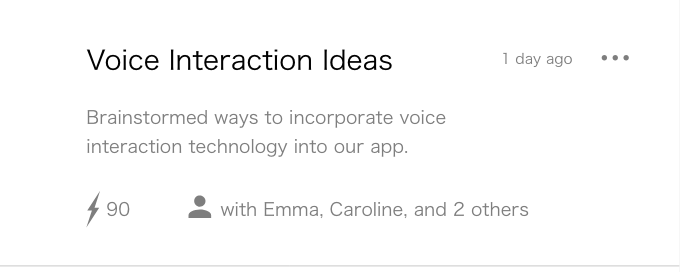 Voice Interaction Ideas
1 day ago
Brainstormed ways to incorporate voice
interaction technology into our app.
90
with Emma, Caroline, and 2 others